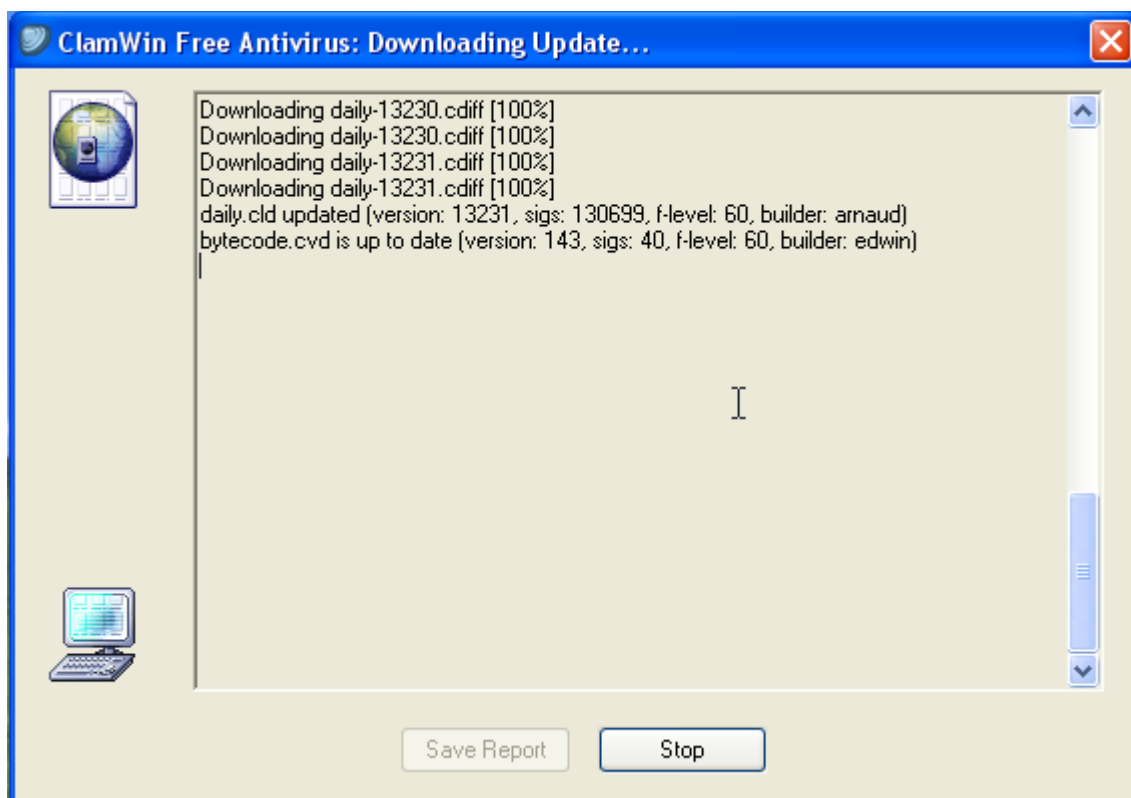 ClamWin Free Antivirus: Downloading Update...
Downloading daily-13230.cdiff [100%]
Downloading daily-13230.cdiff [100%]
Downloading daily-13231.cdiff [100%]
Downloading daily-13231.cdiff [100%]
daily.cld updated (version: 13231, sigs: 130699, f-level: 60, builder: arnaud)
bytecode.cvd is up to date (version: 143, sigs: 40, f-level: 60, builder: edwin)
Save Report
Stop